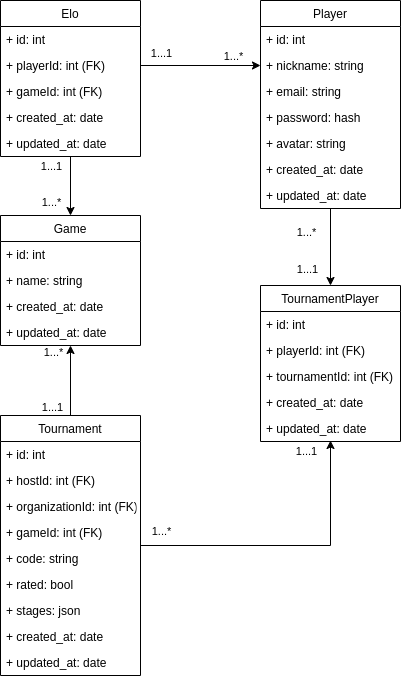 Elo
+ id: int
+ playerId: int (FK)
+ gameId: int (FK)
+ created_at: date
+ updated_at: date
1...1
1...*
Player
+ id: int
+ nickname: string
+ email: string
+ password: hash
+ avatar: string
+ created_at: date
+ updated_at: date
1...1
1...*
Game
+ id: int
+ name: string
+ created_at: date
+ updated_at: date
1...*
1...1
1...*
1...1
TournamentPlayer
+ id: int
+ playerId: int (FK)
+ tournamentId: int (FK)
+ created_at: date
+ updated_at: date
1...1
Tournament
+ id: int
+ hostId: int (FK)
+ organizationId: int (FK)
+ gameId: int (FK)
+ code: string
+ rated: bool
+ stages: json
+ created_at: date
+ updated_at: date
1...*